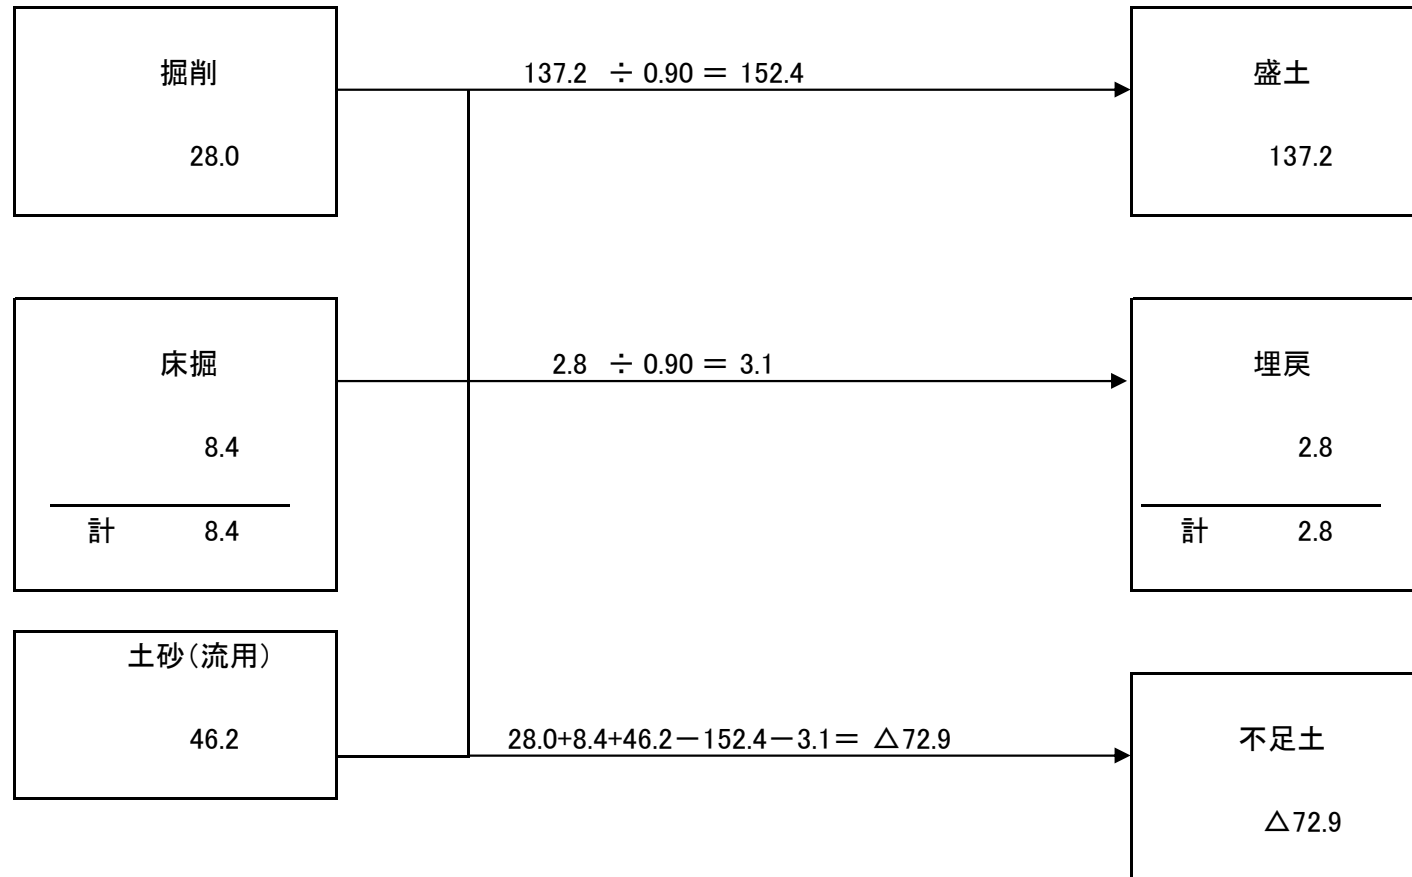 掘削
137.2 ÷ 0.90 = 152.4
盛土
28.0
137.2
床掘
2.8 ÷ 0.90 = 3.1
埋戻
8.4
2.8
計 8.4
計 2.8
土砂(流用)
46.2
28.0+8.4+46.2-152.4-3.1= △72.9
不足土
△72.9